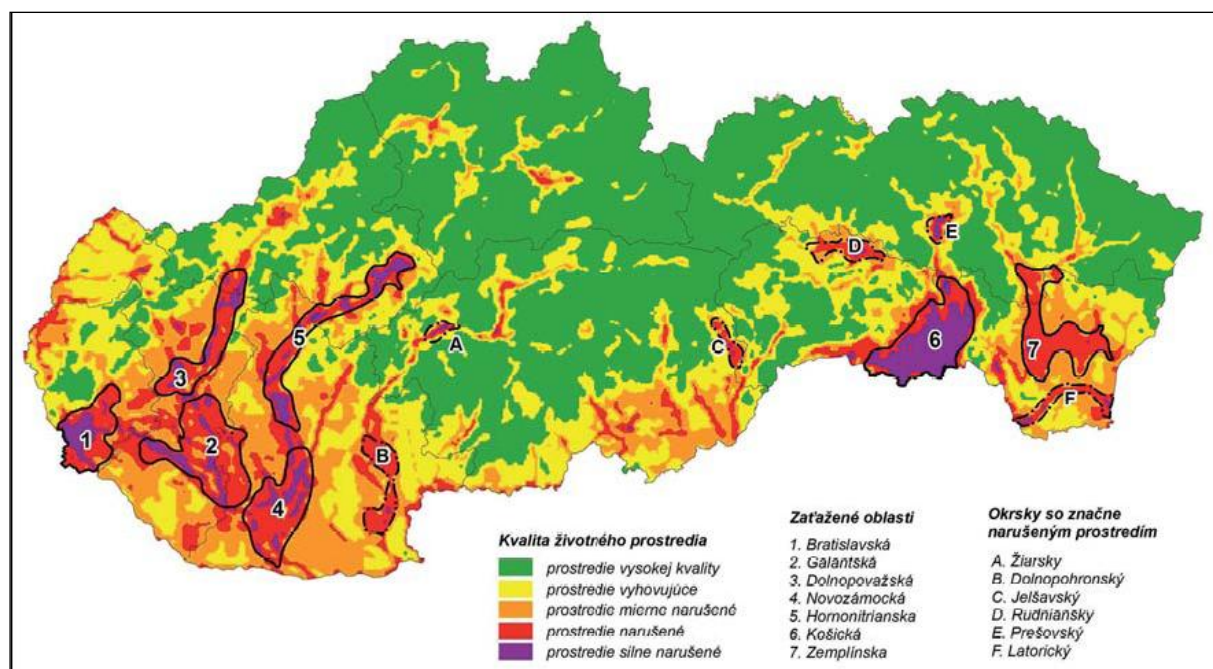 E
D
6
A
5
C
3
7
F
1
2
B
4
Kvalita životného prostredia
prostredie vysokej kvality
prostredie vyhovujúce
prostredie mierne narušené
prostredie narušené
prostredie silne narušené
Zaťažené oblasti
1. Bratislavská
2. Galantská
3. Dolnopovažská
4. Novozámocká
5. Hornonitrianska
6. Košická
7. Zemplínska
Okrsky so značne
narušeným prostredím
A. Žiarsky
B. Dolnopohronský
C. Jelšavský
D. Rudniansky
E. Prešovský
F. Latorický